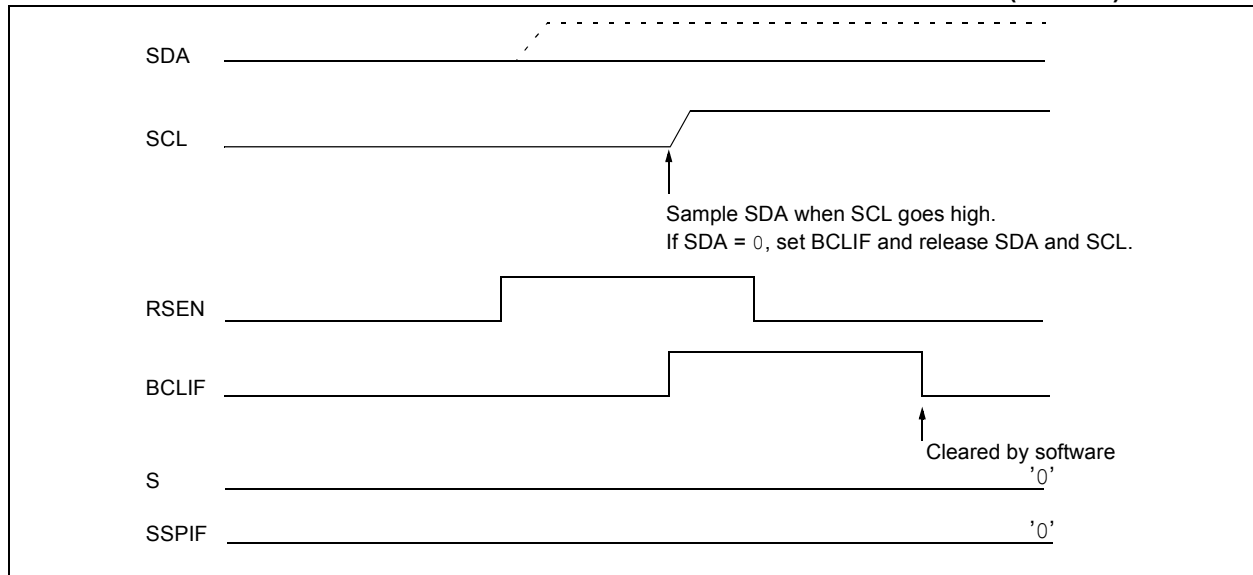 SDA
SCL
Sample SDA when SCL goes high.
If SDA = 0, set BCLIF and release SDA and SCL.
RSEN
BCLIF
Cleared by software
S
'0'
SSPIF
'0'